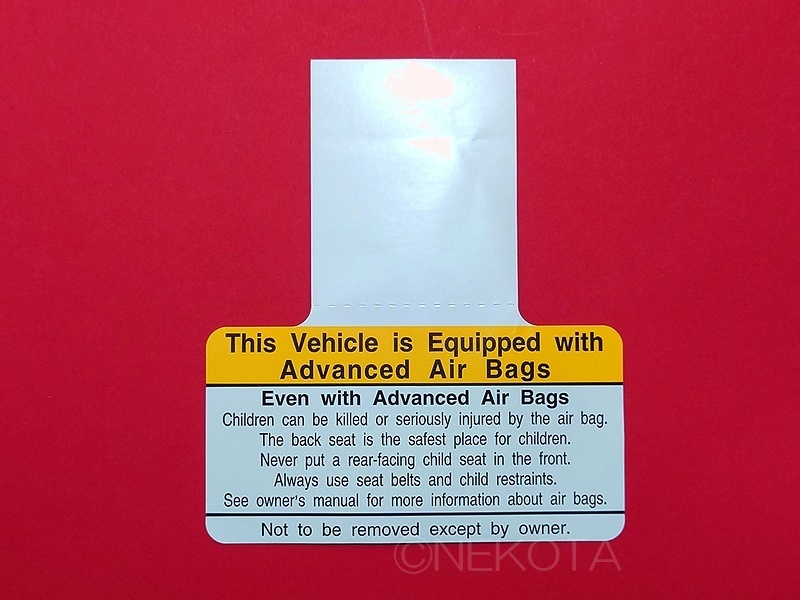 This Vehicle is Equipped with
Advanced Air Bags
Even with Advanced Air Bags
Children can be killed or seriously injured by the air bag.
The back seat is the safest place for children.
Never put a rear-facing child seat in the front.
Always use seat belts and child restraints.
See owner's manual for more information about air bags.
Not to be removed except by owner.
©NEKOTA